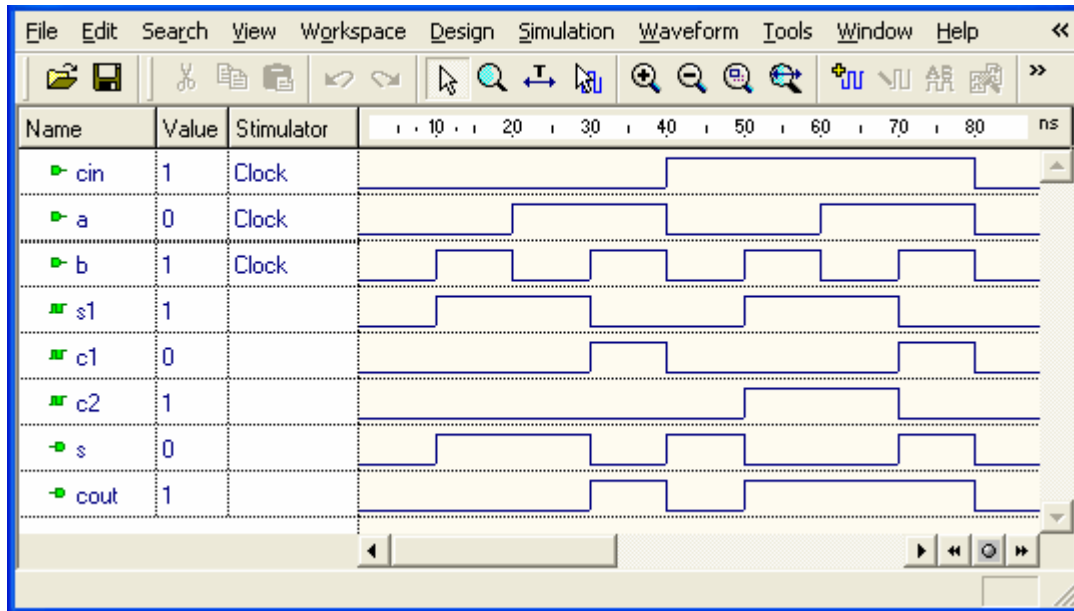 File Edit Search View Workspace Design Simulation Waveform Tools Window Help
Name Value Stimulator 10 20 30 40 50 60 70 80 ns
cin 1 Clock
a 0 Clock
b 1 Clock
s1 1
c1 0
c2 1
s 0
cout 1